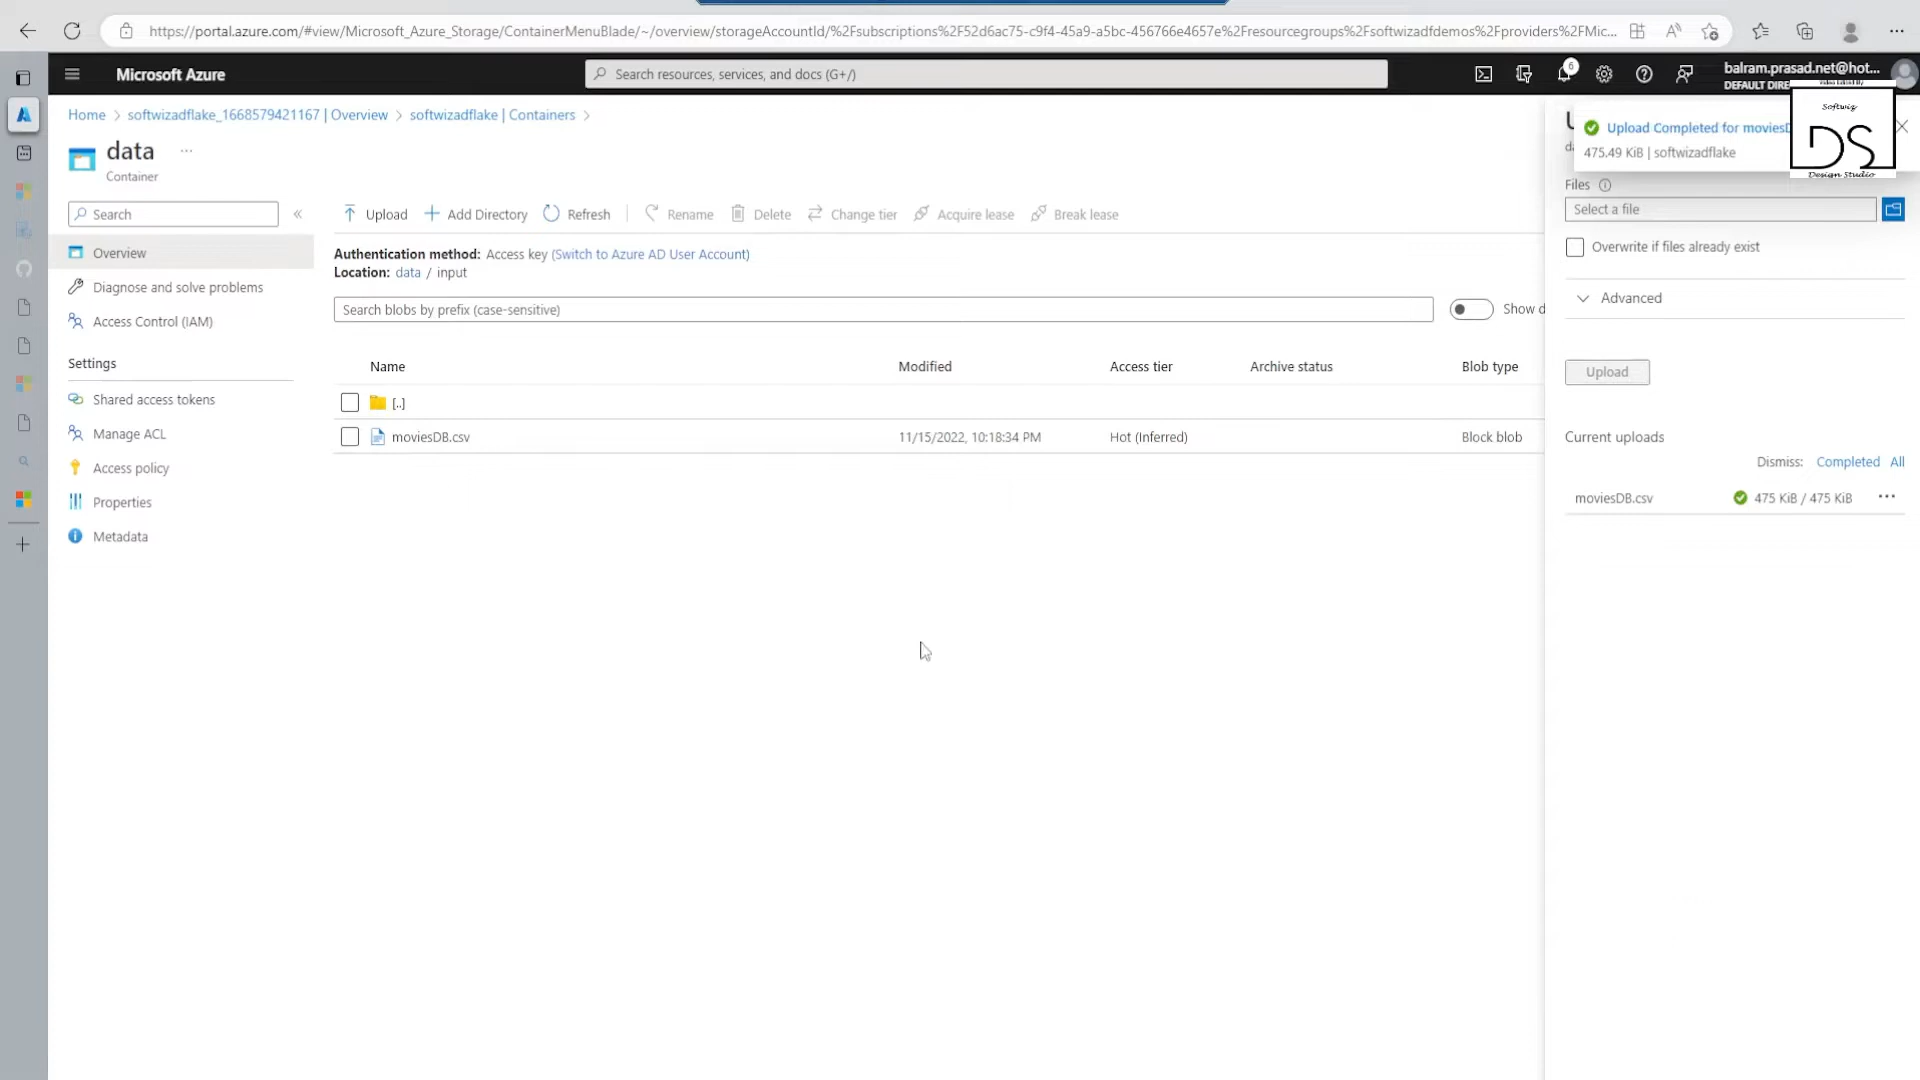 https://portal.azure.com/#view/Microsoft_Azure_Storage/ContainerMenuBlade/~/overview/storageAccountId/%2Fsubscriptions%2F52d6ac75-c9f4-45a9-a5bc-456766e4657e%2Fresourcegroups%2Fsoftwizadfdemos%2Fproviders%2FMic...
Microsoft Azure
Search resources, services, and docs (G+/)
6
balram.prasad.net@hot...
DEFAULT DIRE
Home > softwizadflake_1668579421167 | Overview > softwizadflake | Containers >
data ...
Container
Upload Completed for movies
475.49 KiB | softwizadflake
Softwiz
DS
Design Studio
Files
Select a file
Overwrite if files already exist
Advanced
Upload
Current uploads
Dismiss: Completed All
moviesDB.csv 475 KiB / 475 KiB ...
Search «
Overview
Diagnose and solve problems
Access Control (IAM)
Settings
Shared access tokens
Manage ACL
Access policy
Properties
Metadata
Upload Add Directory Refresh Rename Delete Change tier Acquire lease Break lease
Authentication method: Access key (Switch to Azure AD User Account)
Location: data / input
Search blobs by prefix (case-sensitive)
Show d
Name Modified Access tier Archive status Blob type
[..]
moviesDB.csv 11/15/2022, 10:18:34 PM Hot (Inferred) Block blob